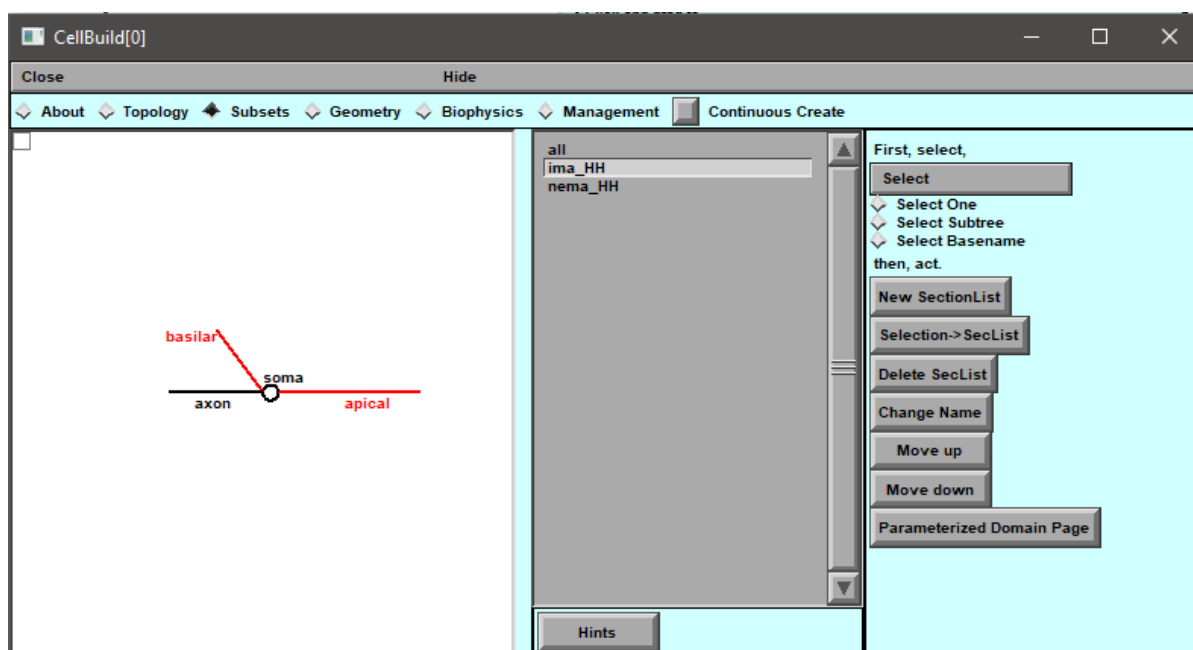 CellBuild[0]
Close Hide
About Topology Subsets Geometry Biophysics Management Continuous Create
basilar
soma
axon
apical
all
ima_HH
nema_HH
First, select,
Select
Select One
Select Subtree
Select Basename
then, act.
New SectionList
Selection->SecList
Delete SecList
Change Name
Move up
Move down
Parameterized Domain Page
Hints